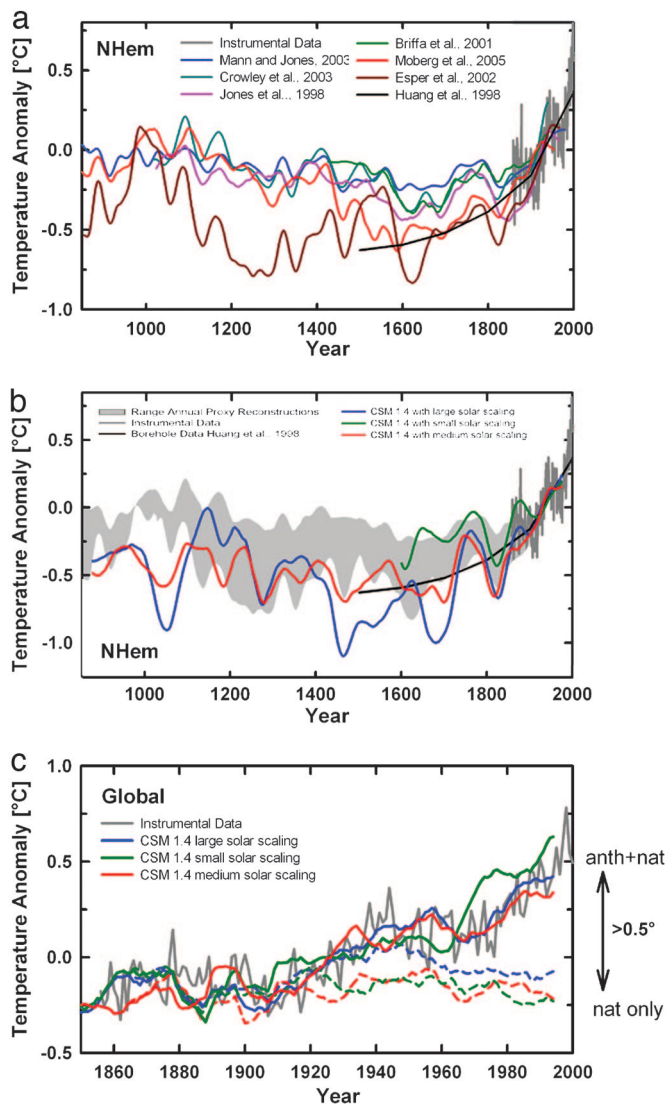 a
NHem
Instrumental Data
Mann and Jones, 2003
Crowley et al., 2003
Jones et al.., 1998
Briffa et al., 2001
Moberg et al., 2005
Esper et al., 2002
Huang et al., 1998
Temperature Anomaly [°C]
0.5
0.0
-0.5
-1.0
1000 1200 1400 1600 1800 2000
Year
b
Range Annual Proxy Reconstructions
Instrumental Data
Borehole Data Huang et al., 1998
CSM 1.4 with large solar scaling
CSM 1.4 with small solar scaling
CSM 1.4 with medium solar scaling
Temperature Anomaly [°C]
0.5
0.0
-0.5
-1.0
NHem
1000 1200 1400 1600 1800 2000
Year
c
Global
Instrumental Data
CSM 1.4 large solar scaling
CSM 1.4 small solar scaling
CSM 1.4 medium solar scaling
Temperature Anomaly [°C]
1.0
0.5
0.0
-0.5
anth+nat
>0.5°
nat only
1860 1880 1900 1920 1940 1960 1980 2000
Year